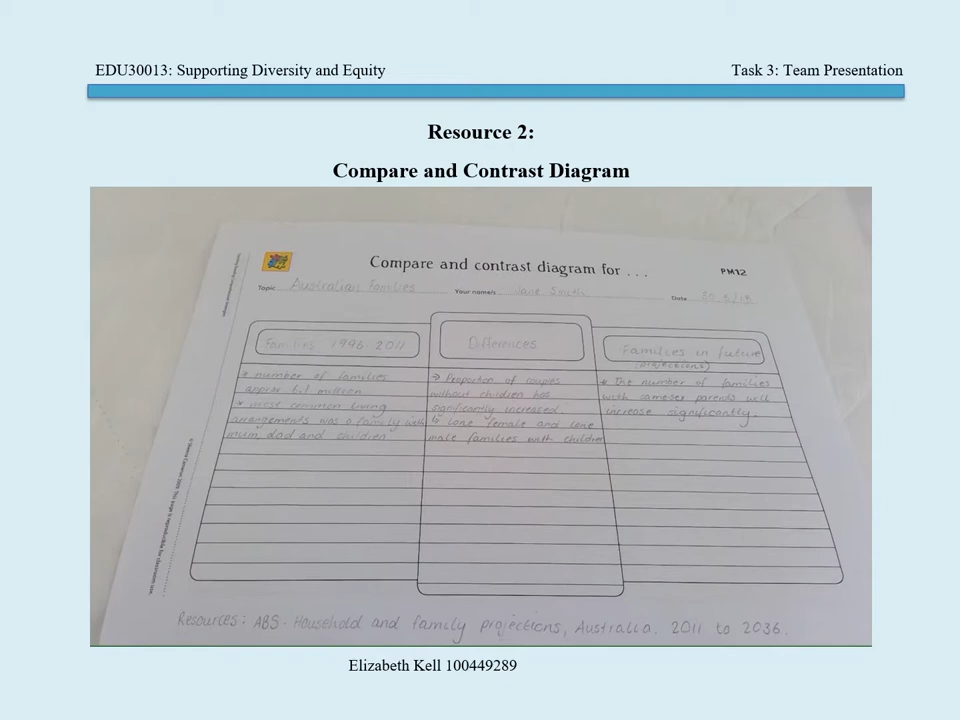 EDU30013: Supporting Diversity and Equity Task 3: Team Presentation
Resource 2:
Compare and Contrast Diagram
Compare and contrast diagram for ... PM12
Topic Australian Families Your name/s Jane Smith Date
Families 1996-2011
* number of families
approx 6.1 million
* most common living
arrangements was a family with
mum, dad and children
Differences
→ Proportion of couples
without children has
significantly increased.
↳ Lone female and lone
male families with children
Families in future
(projections)
* The number of families
with samesex parents will
increase significantly.
Resources: ABS - Household and family projections, Australia. 2011 to 2036.
Elizabeth Kell 100449289